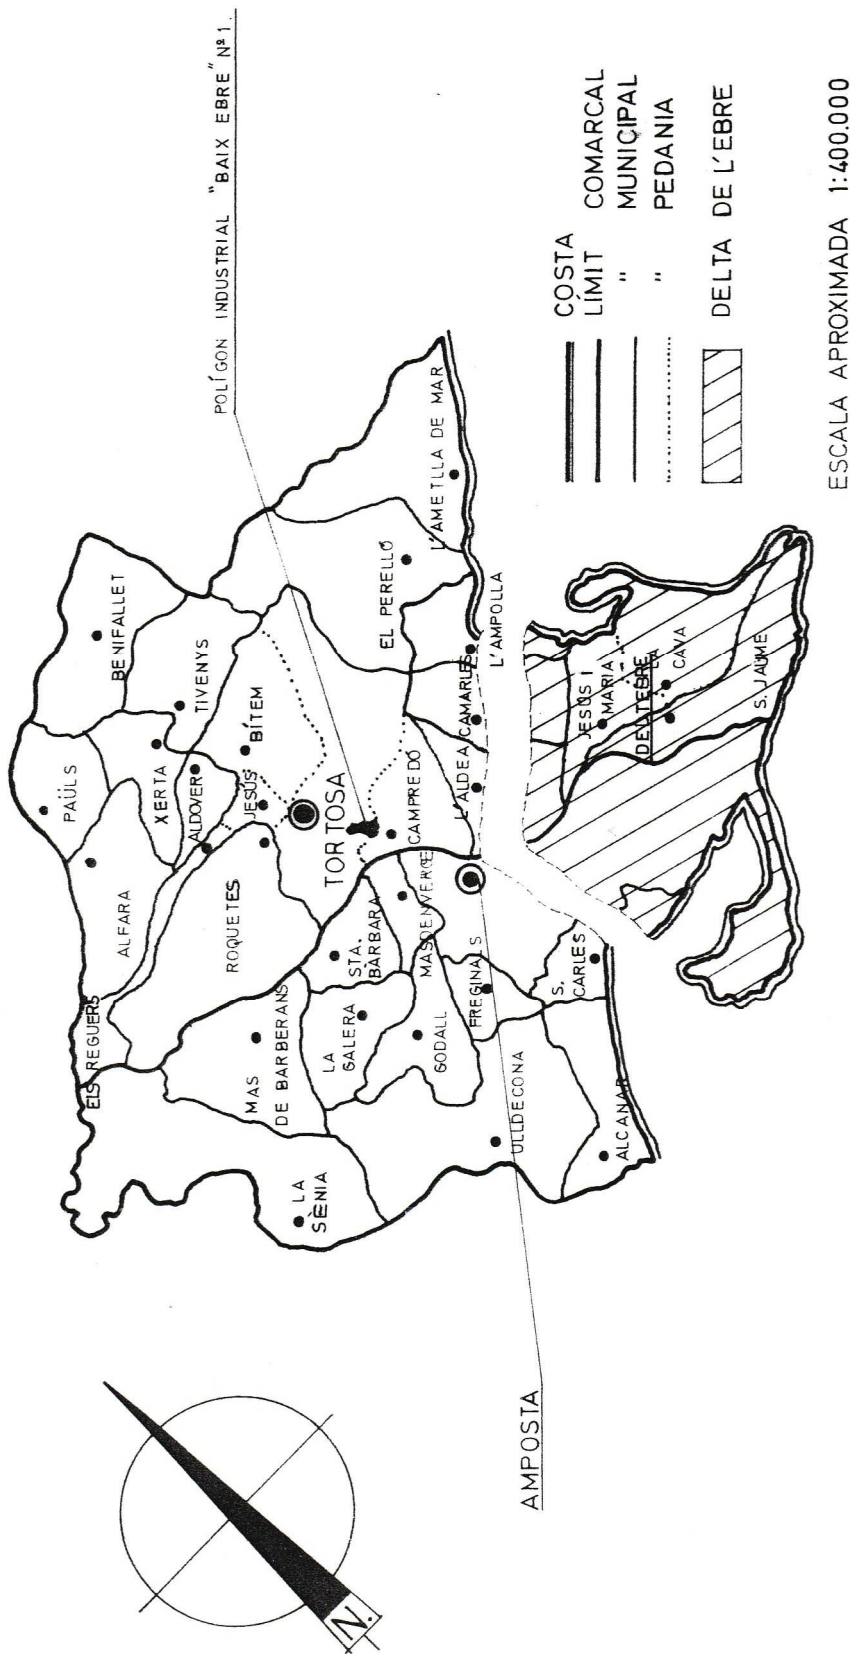 POLÍGON INDUSTRIAL "BAIX EBRE" Nº 1.
BENIFALLET
PAÜLS
TIVENYS
XERTA
ALFARA
ALDOVER
BÍTEM
JESÚS
ELS REGUERS
ROQUETES
TORTOSA
L'AMETLLA DE MAR
EL PERELLÓ
L'AMPOLLA
CAMARLES
L'ALDEA
CAMPREDÓ
MAS
DE BARBERANS
STA.
BÀRBARA
MASDENVERGE
LA
GALERA
GODALL
FREGINALS
LA
SÈNIA
ULLDECONA
S.
CARLES
ALCANAR
JESÚS I
MARIA
DELTEBRE
LA
CAVA
S. JAUME
AMPOSTA
N.
COSTA
LÍMIT COMARCAL
" MUNICIPAL
" PEDANIA
DELTA DE L'EBRE
ESCALA APROXIMADA 1:400.000